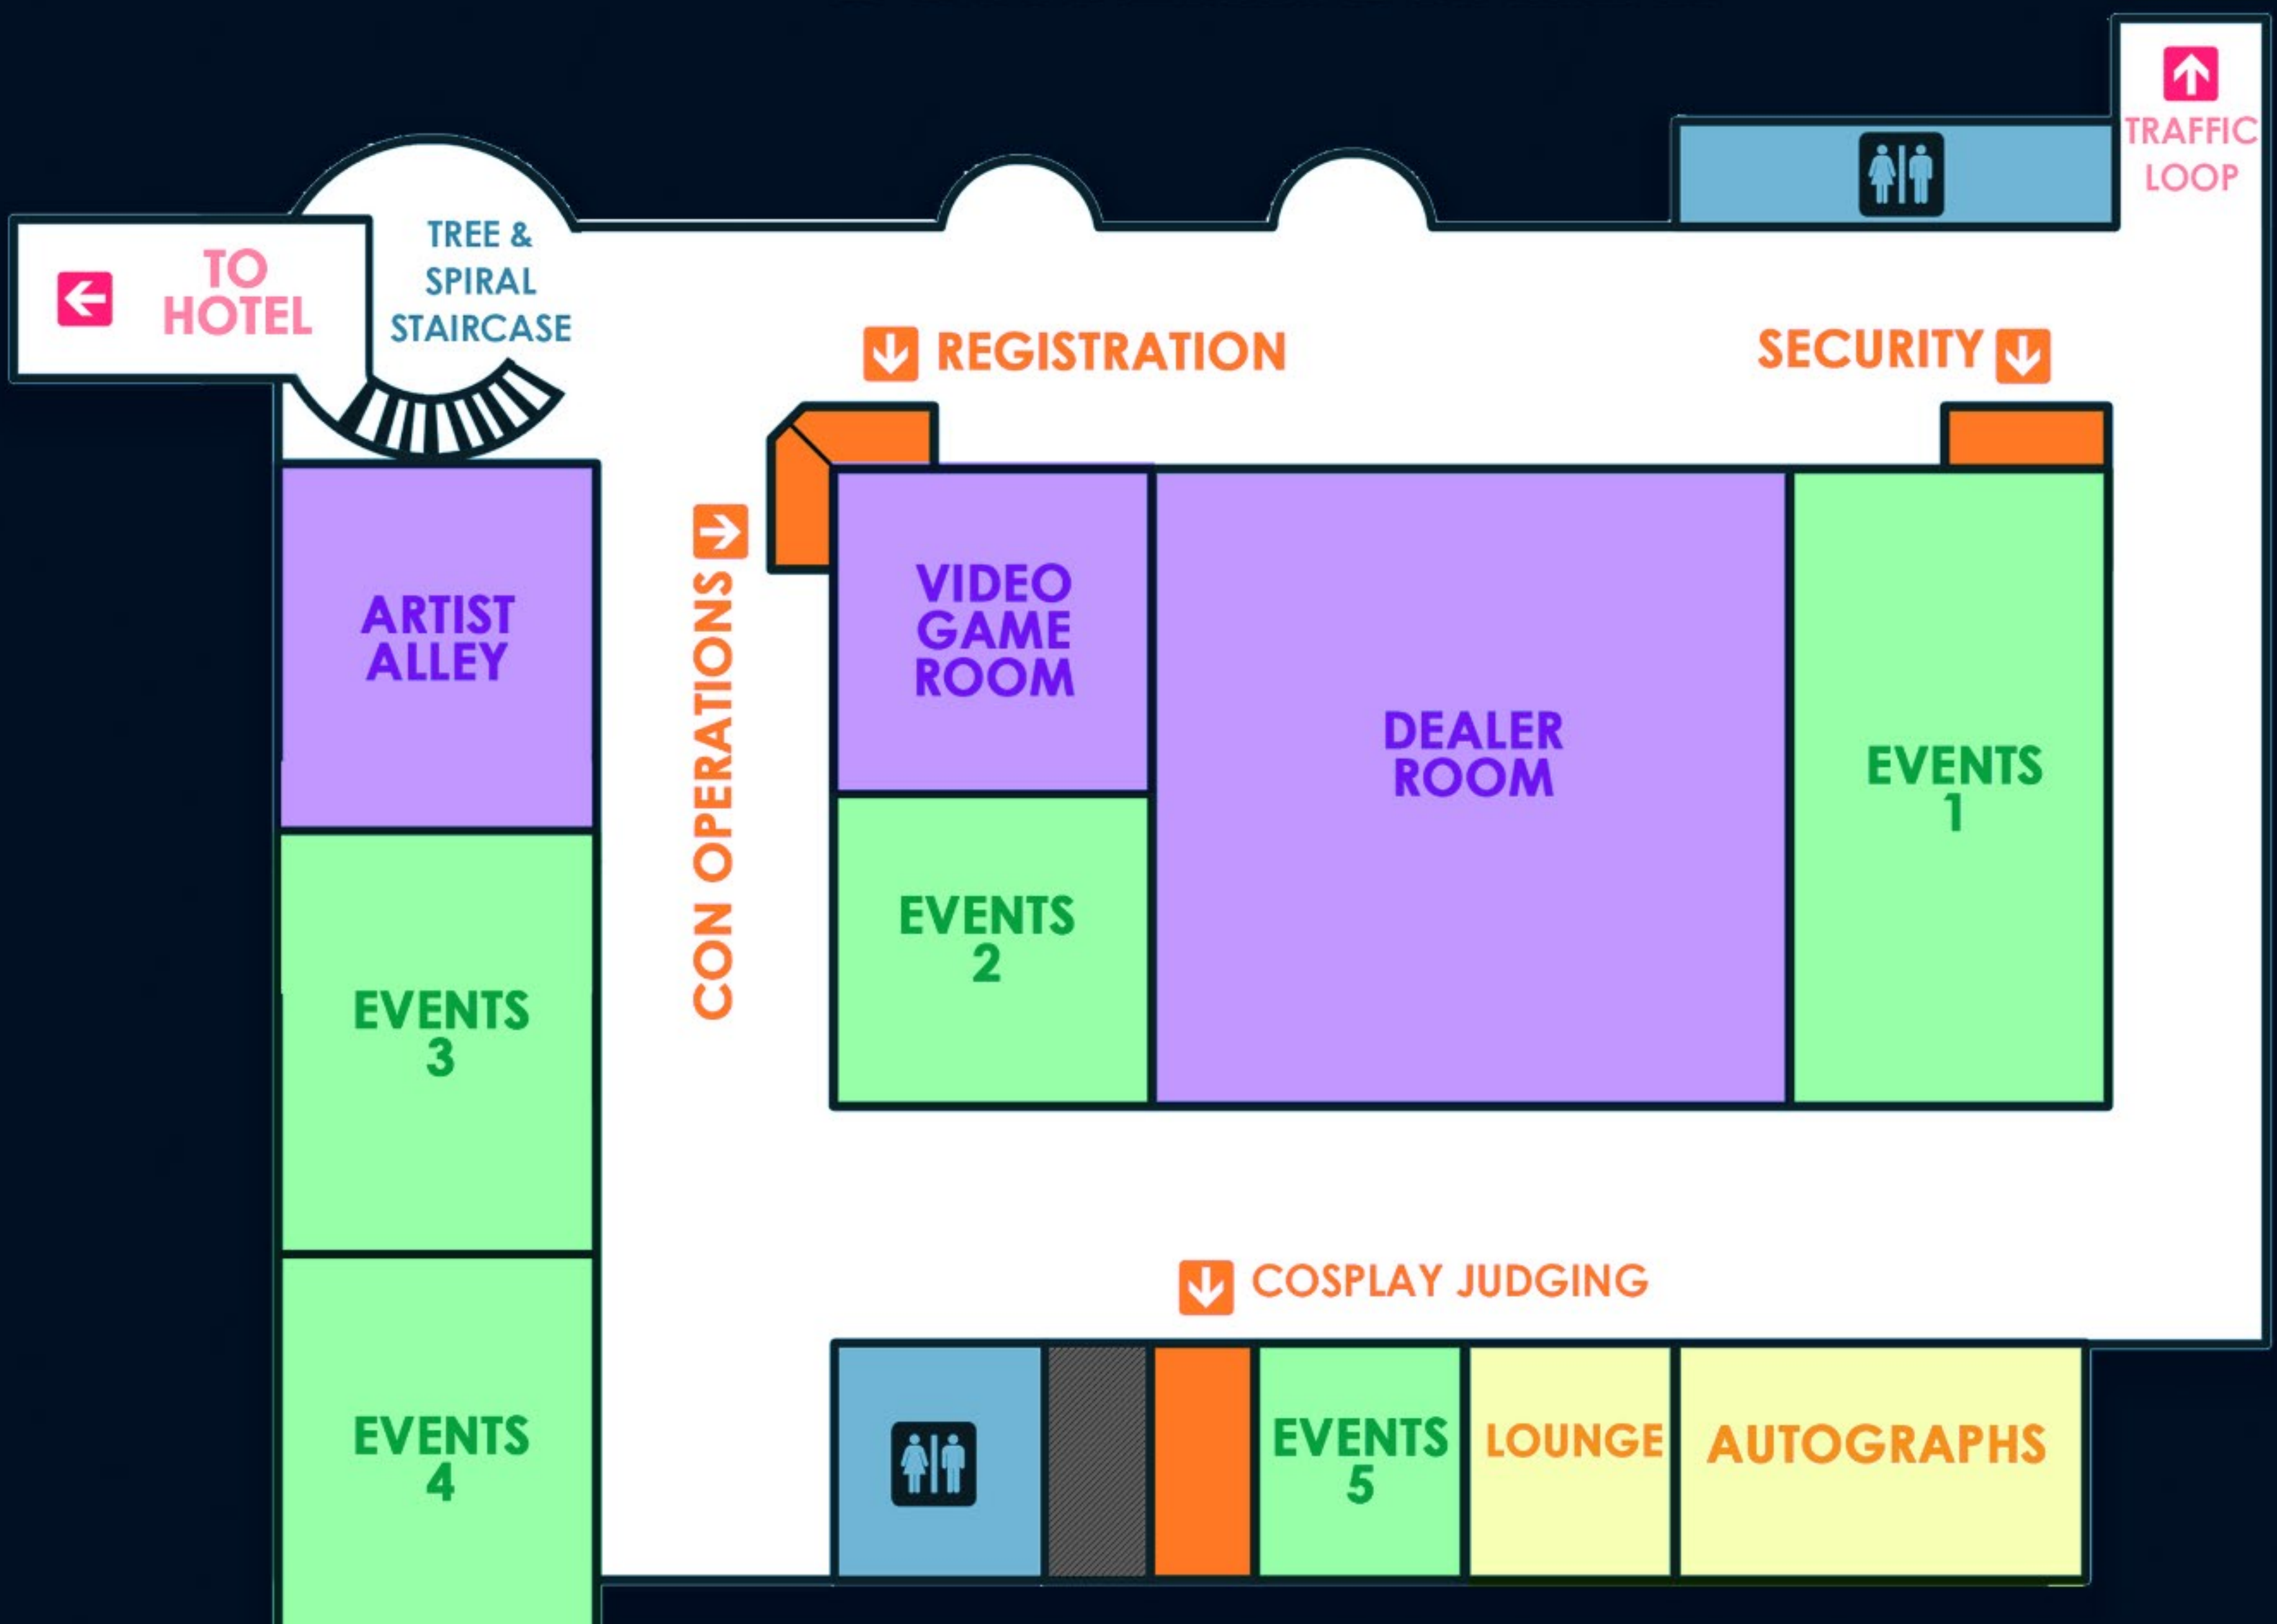 TRAFFIC
LOOP
TO
HOTEL
TREE &
SPIRAL
STAIRCASE
REGISTRATION
SECURITY
CON OPERATIONS
ARTIST
ALLEY
VIDEO
GAME
ROOM
DEALER
ROOM
EVENTS
1
EVENTS
2
EVENTS
3
COSPLAY JUDGING
EVENTS
4
EVENTS
5
LOUNGE
AUTOGRAPHS